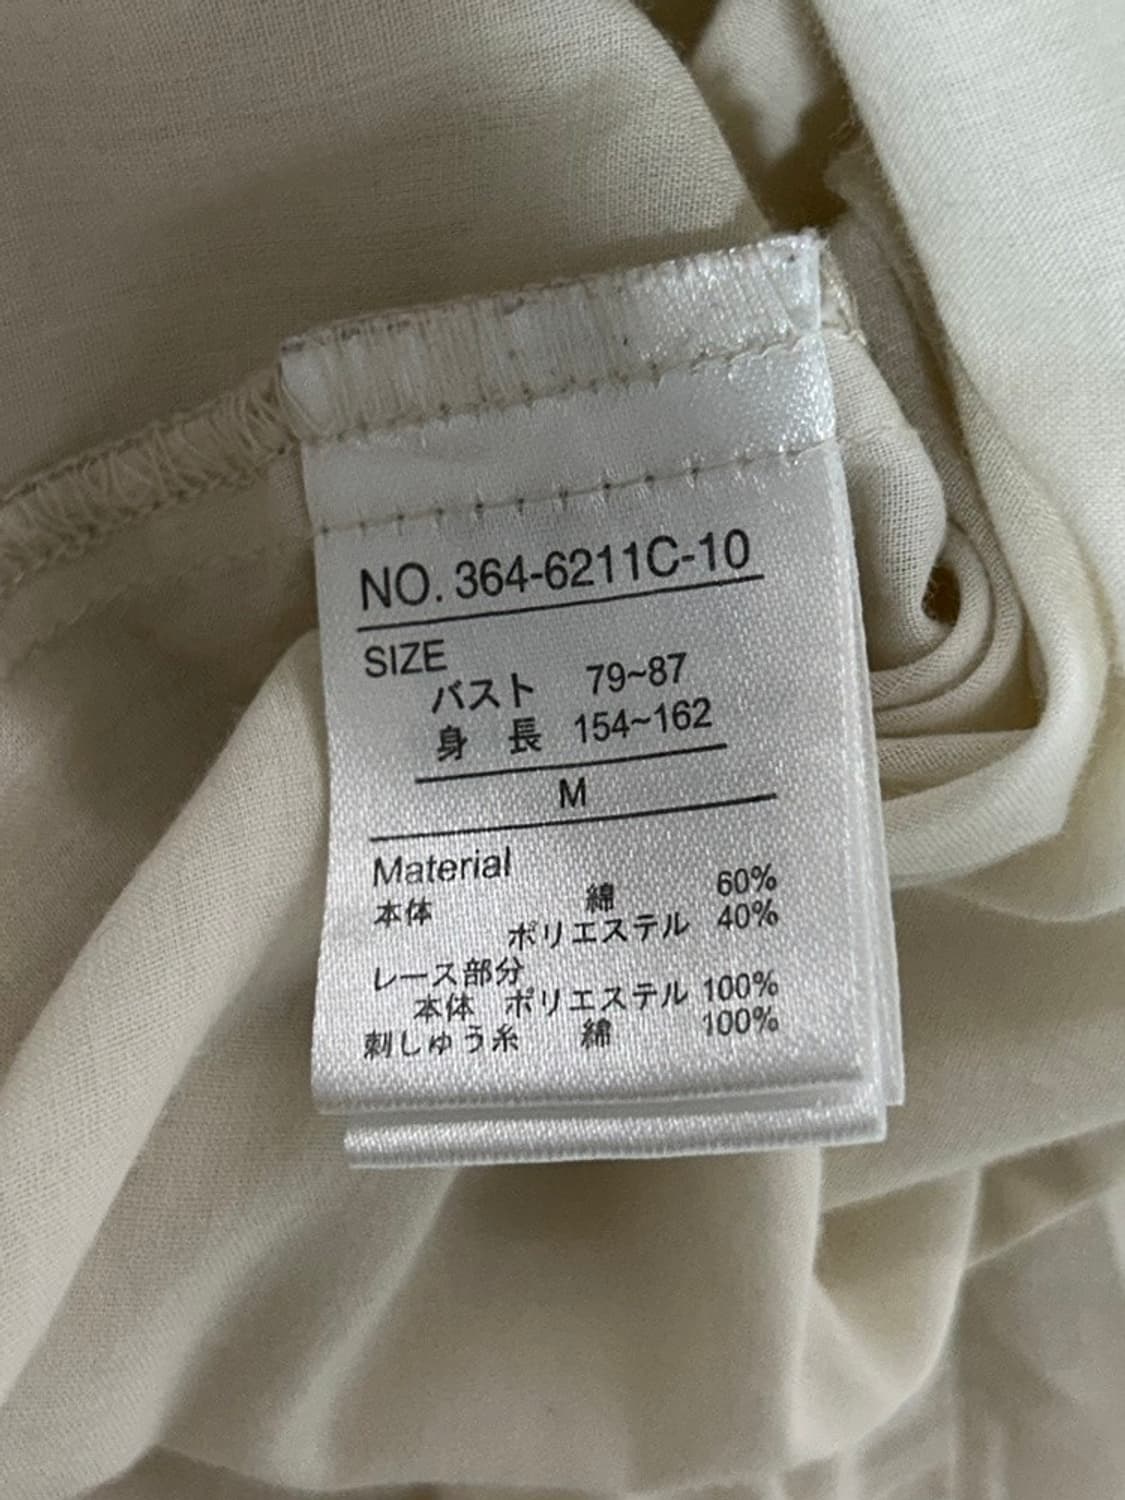 NO. 364-6211C-10
SIZE
バスト 79~87
身 長 154~162
M
Material
本体 綿 60%
ポリエステル 40%
レース部分
本体 ポリエステル 100%
刺しゅう糸 綿 100%